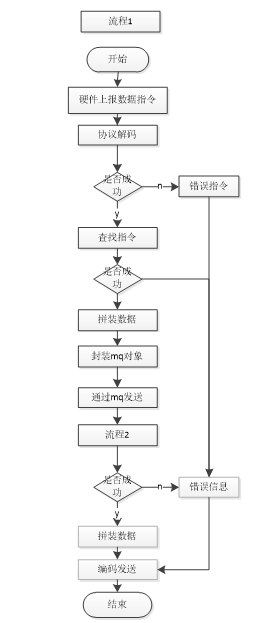 流程1
开始
硬件上报数据指令
协议解码
是否成
功
n
错误指令
y
查找指令
是否成
功
拼装数据
封装mq对象
通过mq发送
流程2
是否成
功
n
错误信息
y
拼装数据
编码发送
结束